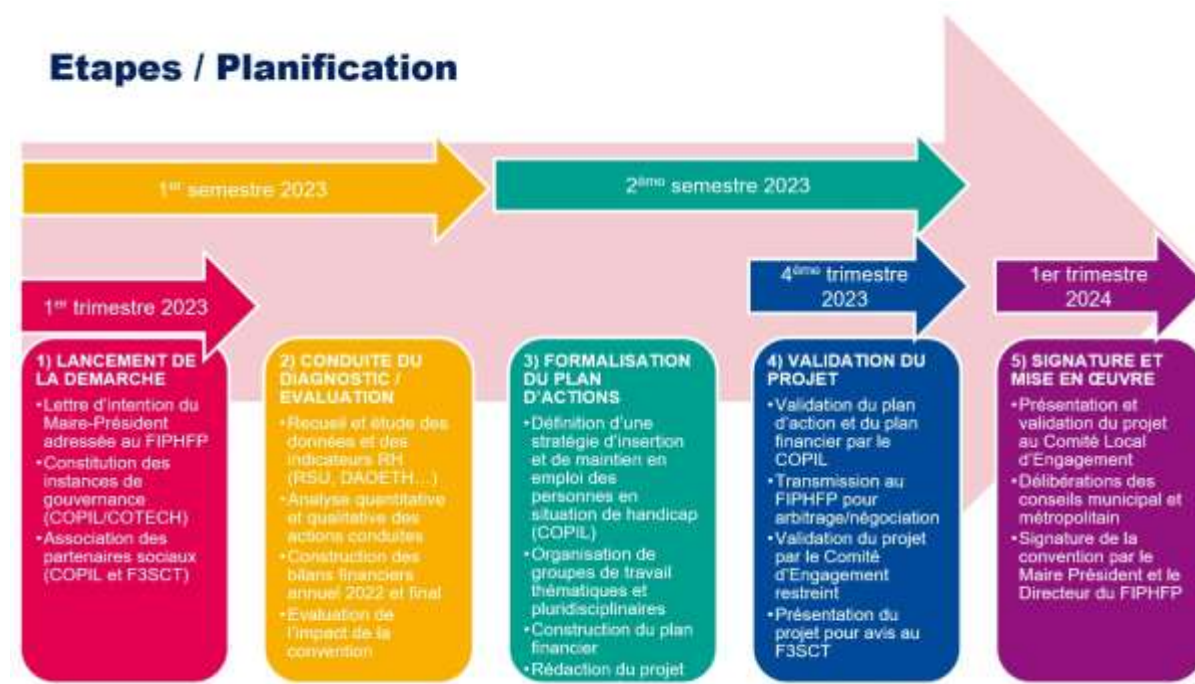 Etapes / Planification
1er semestre 2023
2ème semestre 2023
1er trimestre 2023
4ème trimestre
2023
1er trimestre
2024
1) LANCEMENT DE
LA DEMARCHE
•Lettre d'intention du
Maire-Président
adressée au FIPHFP
•Constitution des
instances de
gouvernance
(COPIL/COTECH)
•Association des
partenaires sociaux
(COPIL et F3SCT)
2) CONDUITE DU
DIAGNOSTIC /
EVALUATION
•Recueil et étude des
données et des
indicateurs RH
(RSU, DAOETH…)
•Analyse quantitative
et qualitative des
actions conduites
•Construction des
bilans financiers
annuel 2022 et final
•Evaluation de
l'impact de la
convention
3) FORMALISATION
DU PLAN
D'ACTIONS
•Définition d'une
stratégie d'insertion
et de maintien en
emploi des
personnes en
situation de handicap
(COPIL)
•Organisation de
groupes de travail
thématiques et
pluridisciplinaires
•Construction du plan
financier
•Rédaction du projet
4) VALIDATION DU
PROJET
•Validation du plan
d'action et du plan
financier par le
COPIL
•Transmission au
FIPHFP pour
arbitrage/négociation
•Validation du projet
par le Comité
d'Engagement
restreint
•Présentation du
projet pour avis au
F3SCT
5) SIGNATURE ET
MISE EN ŒUVRE
•Présentation et
validation du projet
au Comité Local
d'Engagement
•Délibérations des
conseils municipal et
métropolitain
•Signature de la
convention par le
Maire Président et le
Directeur du FIPHFP